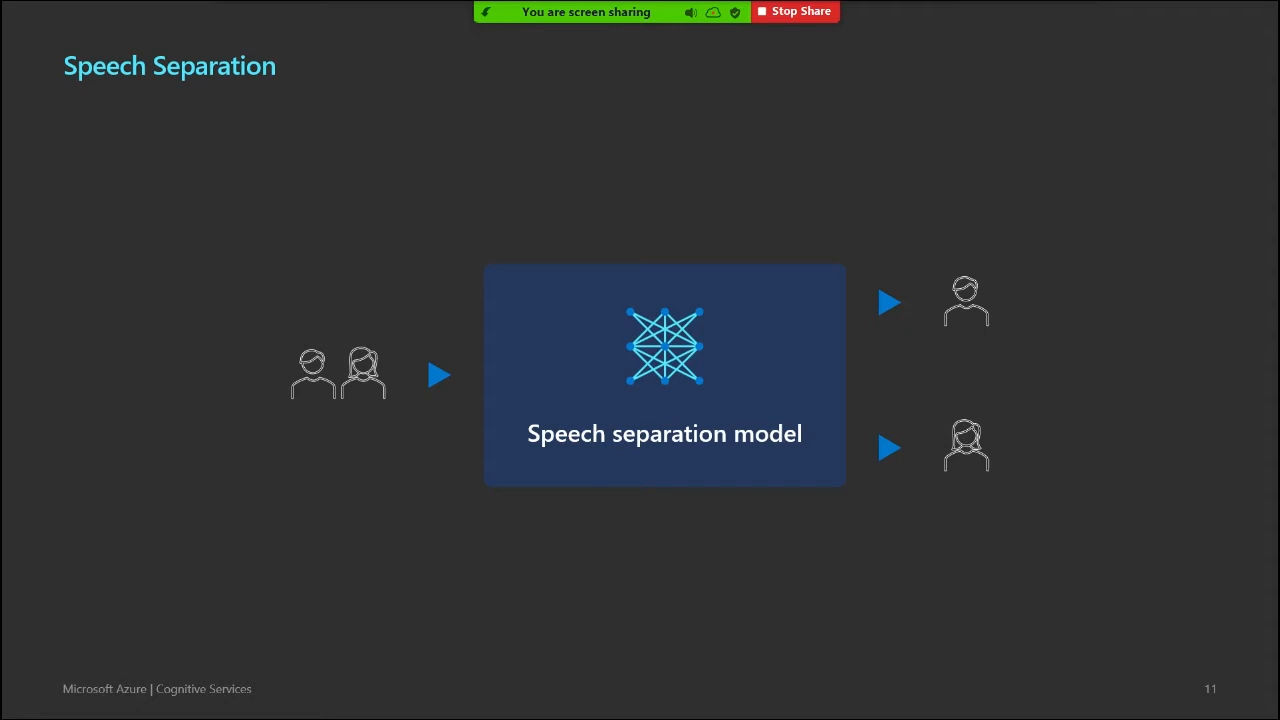 You are screen sharing
Stop Share
Speech Separation
Speech separation model
Microsoft Azure | Cognitive Services
11